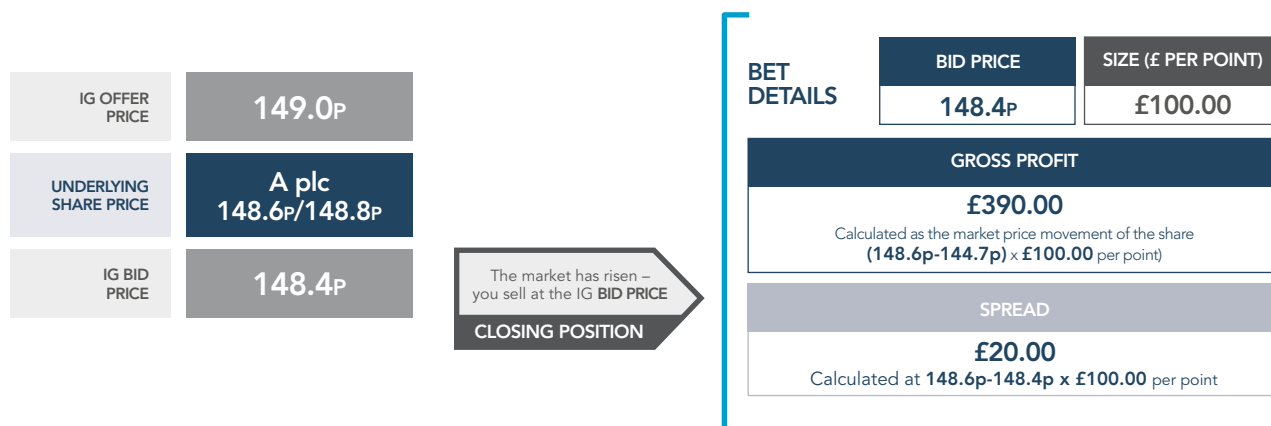 IG OFFER
PRICE
149.0P
UNDERLYING
SHARE PRICE
A plc
148.6P/148.8P
IG BID
PRICE
148.4P
The market has risen –
you sell at the IG BID PRICE
CLOSING POSITION
BET
DETAILS
BID PRICE
148.4P
SIZE (£ PER POINT)
£100.00
GROSS PROFIT
£390.00
Calculated as the market price movement of the share
(148.6p-144.7p) x £100.00 per point)
SPREAD
£20.00
Calculated at 148.6p-148.4p x £100.00 per point